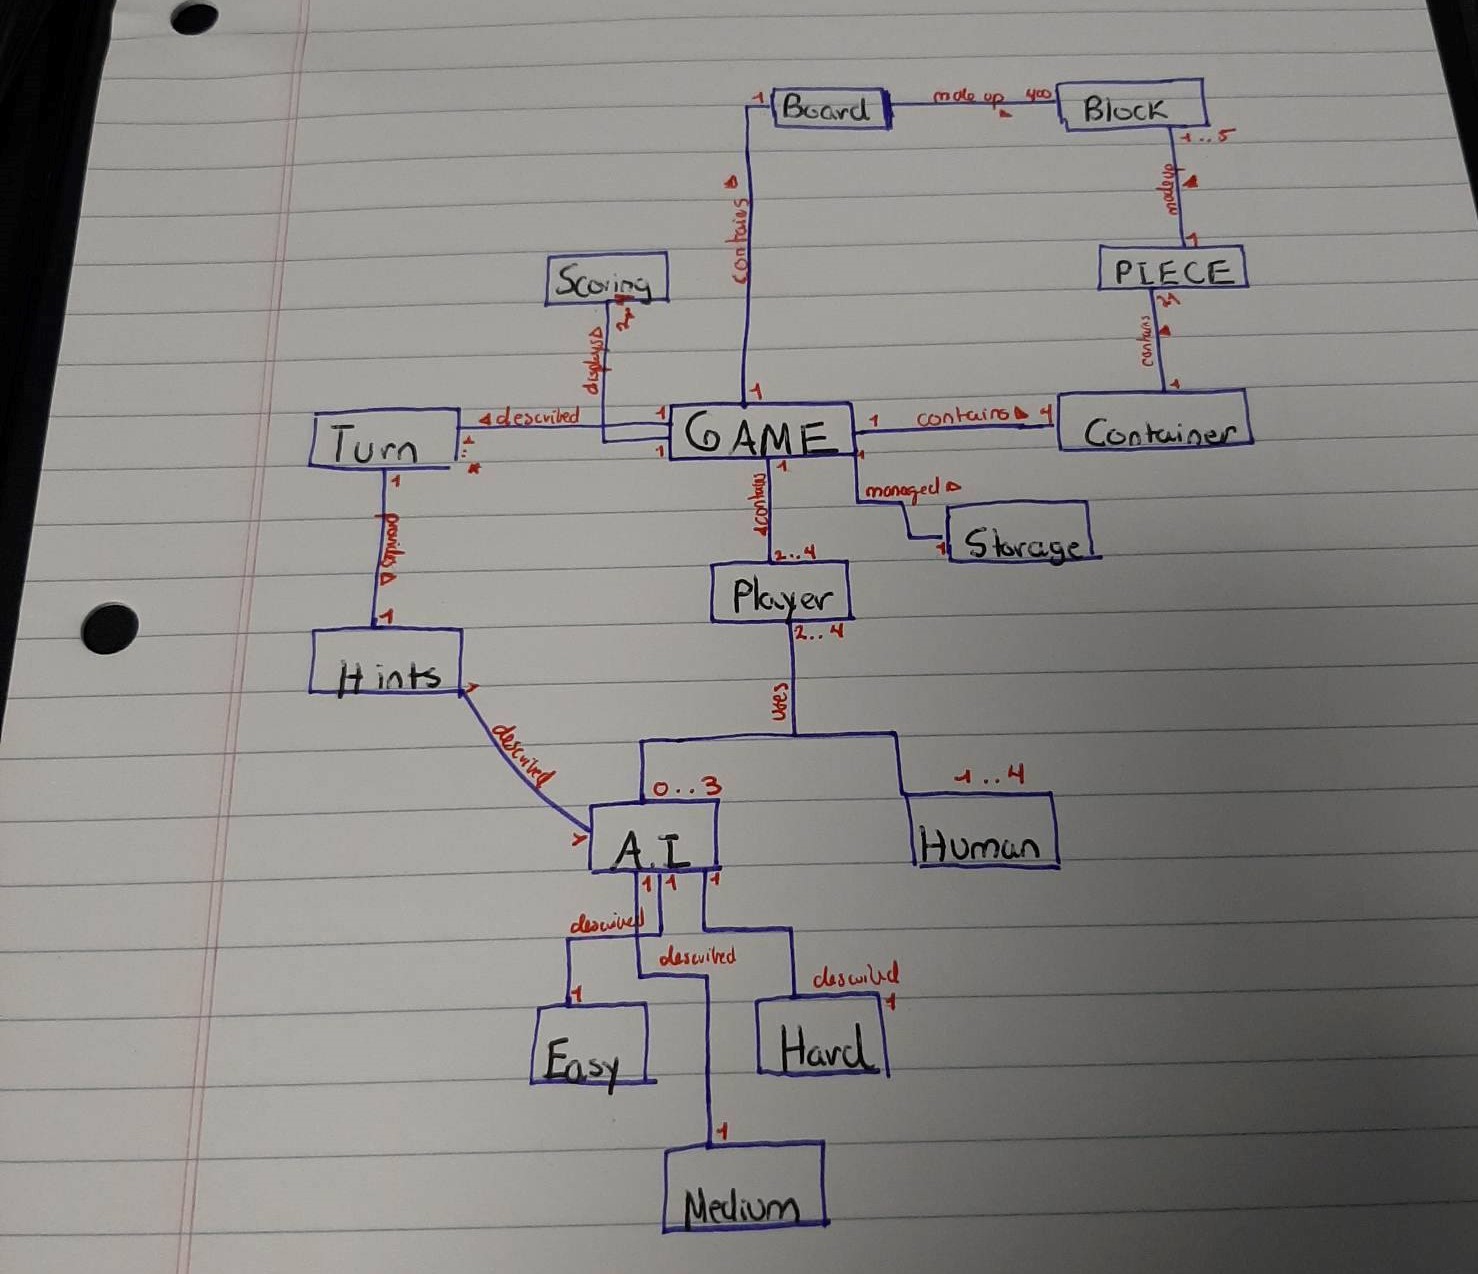 1 Board made up 400 Block
1..5
contains
made up
1
Scoring
PIECE
displays
contains
1
1
described 1
1 contains 4
Turn
1..*
GAME
Container
1
1
1
1
contains
managed
provides
2..4
1 Storage
Player
1
2..4
Hints
uses
described
0..3
1..4
A.I
Human
1 1 1
described
described
described
1
1
Easy
Hard
1
Medium